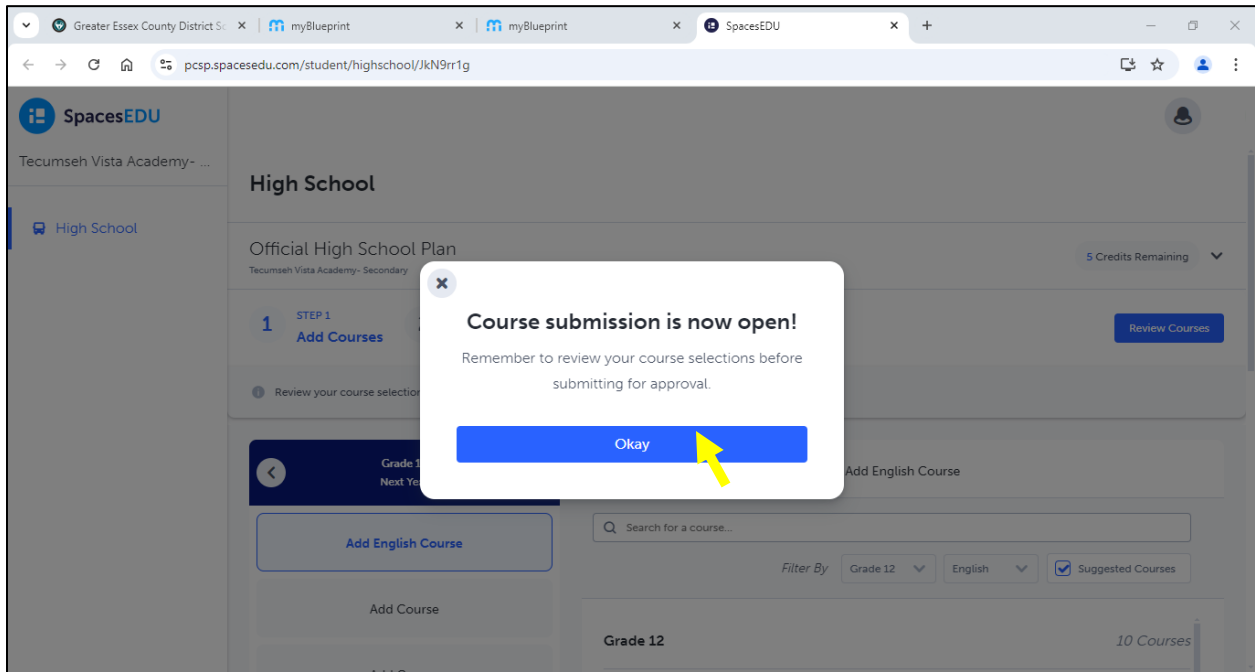 Greater Essex County District Sc
myBlueprint
myBlueprint
SpacesEDU
pcsp.spacesedu.com/student/highschool/JkN9rr1g
SpacesEDU
Tecumseh Vista Academy- ...
High School
High School
Official High School Plan
Tecumseh Vista Academy- Secondary
5 Credits Remaining
1 STEP 1
Add Courses
Review Courses
Review your course selection
Course submission is now open!
Remember to review your course selections before
submitting for approval.
Okay
Grade 1
Next Ye
Add English Course
Add English Course
Search for a course...
Filter By Grade 12 English Suggested Courses
Add Course
Grade 12 10 Courses